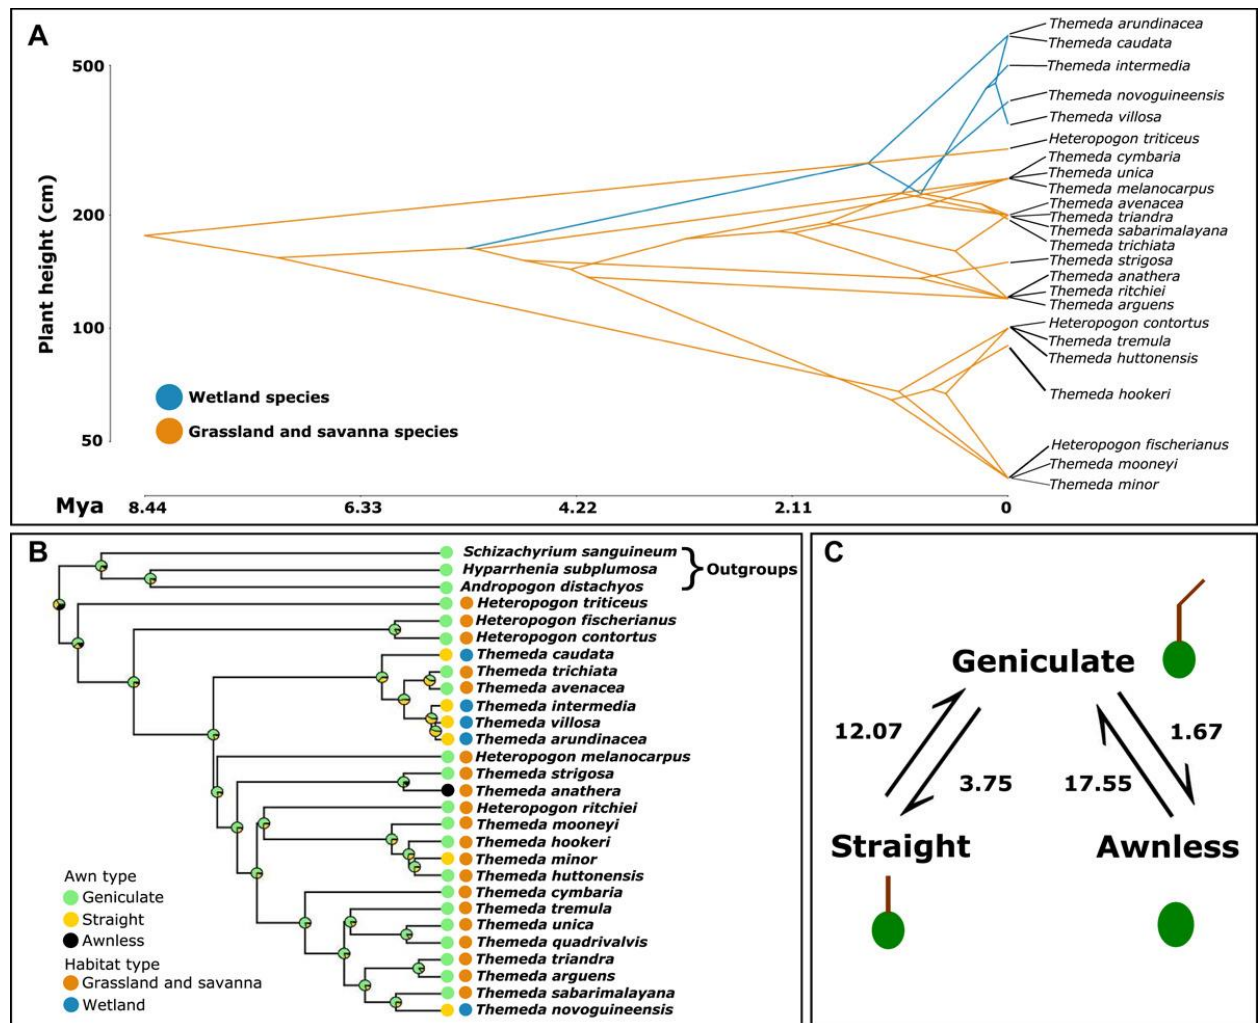 A
Plant height (cm)
500
200
100
50
Themeda arundinacea
Themeda caudata
Themeda intermedia
Themeda novoguineensis
Themeda villosa
Heteropogon triticeus
Themeda cymbaria
Themeda unica
Themeda melanocarpus
Themeda avenacea
Themeda triandra
Themeda sabarimalayana
Themeda trichiata
Themeda strigosa
Themeda anathera
Themeda ritchiei
Themeda arguens
Heteropogon contortus
Themeda tremula
Themeda huttonensis
Themeda hookeri
Heteropogon fischerianus
Themeda mooneyi
Themeda minor
Wetland species
Grassland and savanna species
Mya 8.44 6.33 4.22 2.11 0
B
Schizachyrium sanguineum
Hyparrhenia subplumosa
Andropogon distachyos
Outgroups
Heteropogon triticeus
Heteropogon fischerianus
Heteropogon contortus
Themeda caudata
Themeda trichiata
Themeda avenacea
Themeda intermedia
Themeda villosa
Themeda arundinacea
Heteropogon melanocarpus
Themeda strigosa
Themeda anathera
Heteropogon ritchiei
Themeda mooneyi
Themeda hookeri
Themeda minor
Themeda huttonensis
Themeda cymbaria
Themeda tremula
Themeda unica
Themeda quadrivalvis
Themeda triandra
Themeda arguens
Themeda sabarimalayana
Themeda novoguineensis
Awn type
Geniculate
Straight
Awnless
Habitat type
Grassland and savanna
Wetland
C
Geniculate
12.07
3.75
17.55
1.67
Straight
Awnless